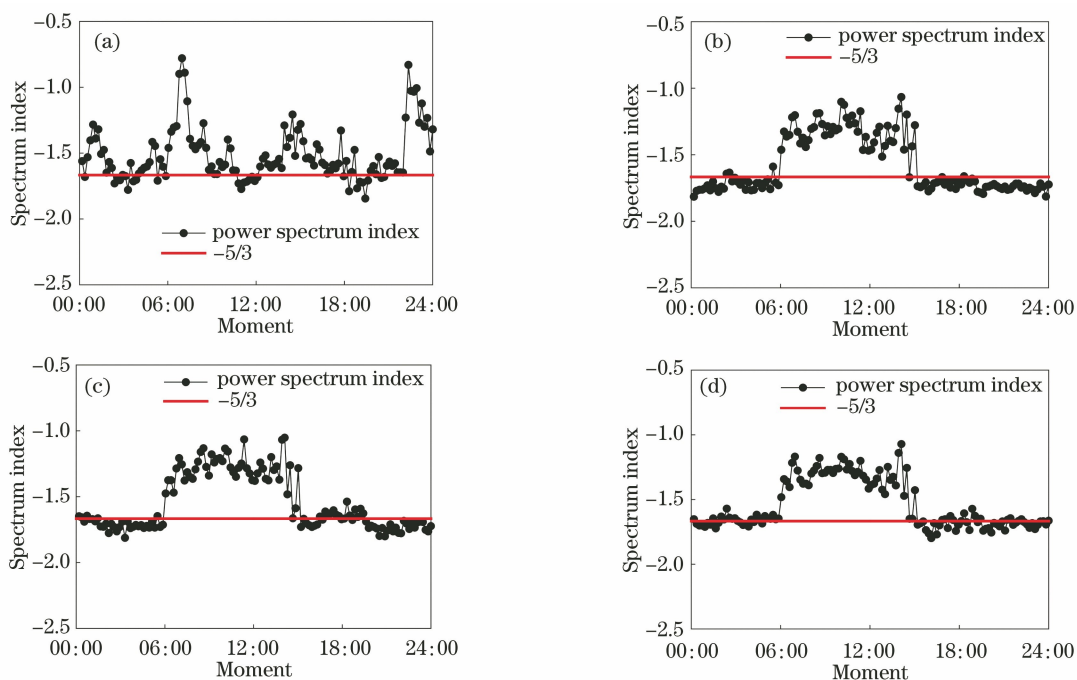 (a)
−0.5
−1.0
−1.5
−2.0
−2.5
Spectrum index
power spectrum index
−5/3
00:00 06:00 12:00 18:00 24:00
Moment
(b)
−0.5
−1.0
−1.5
−2.0
−2.5
Spectrum index
power spectrum index
−5/3
00:00 06:00 12:00 18:00 24:00
Moment
(c)
−0.5
−1.0
−1.5
−2.0
−2.5
Spectrum index
power spectrum index
−5/3
00:00 06:00 12:00 18:00 24:00
Moment
(d)
−0.5
−1.0
−1.5
−2.0
−2.5
Spectrum index
power spectrum index
−5/3
00:00 06:00 12:00 18:00 24:00
Moment